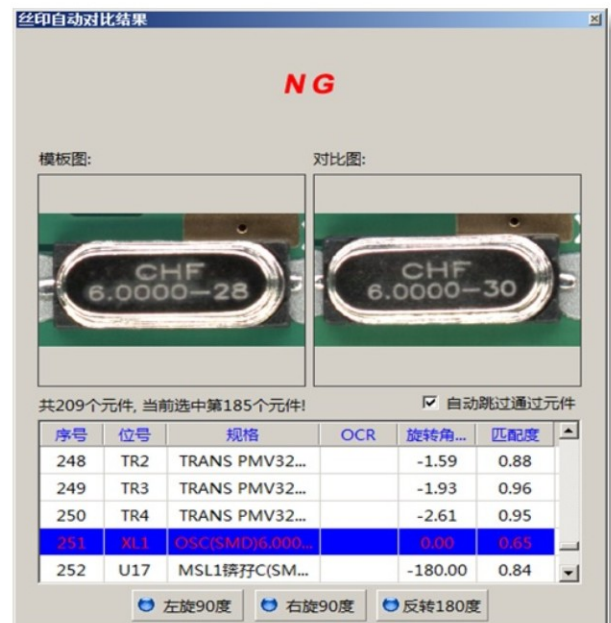 丝印自动对比结果
NG
模板图:
对比图:
CHF
6.0000-28
CHF
6.0000-30
共209个元件, 当前选中第185个元件!
自动跳过通过元件
序号 位号 规格 OCR 旋转角... 匹配度
248 TR2 TRANS PMV32... -1.59 0.88
249 TR3 TRANS PMV32... -1.93 0.96
250 TR4 TRANS PMV32... -2.61 0.95
251 XL1 OSC(SMD)6.000... 0.00 0.65
252 U17 MSL1锛孖C(SM... -180.00 0.84
左旋90度 右旋90度 反转180度